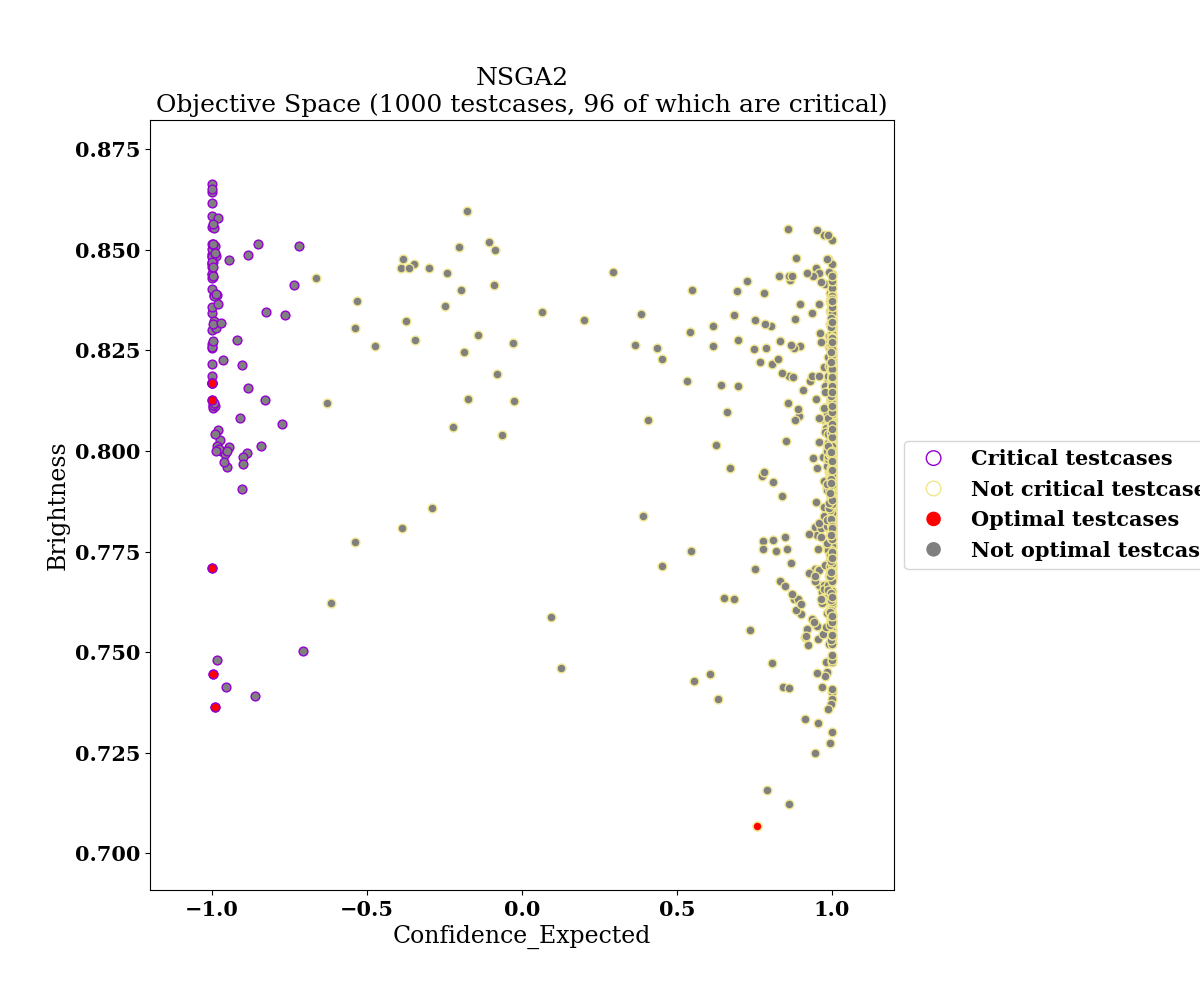 NSGA2
Objective Space (1000 testcases, 96 of which are critical)
0.875
0.850
0.825
0.800
0.775
0.750
0.725
0.700
Brightness
−1.0
−0.5
0.0
0.5
1.0
Confidence_Expected
Critical testcases
Not critical testcase
Optimal testcases
Not optimal testcas